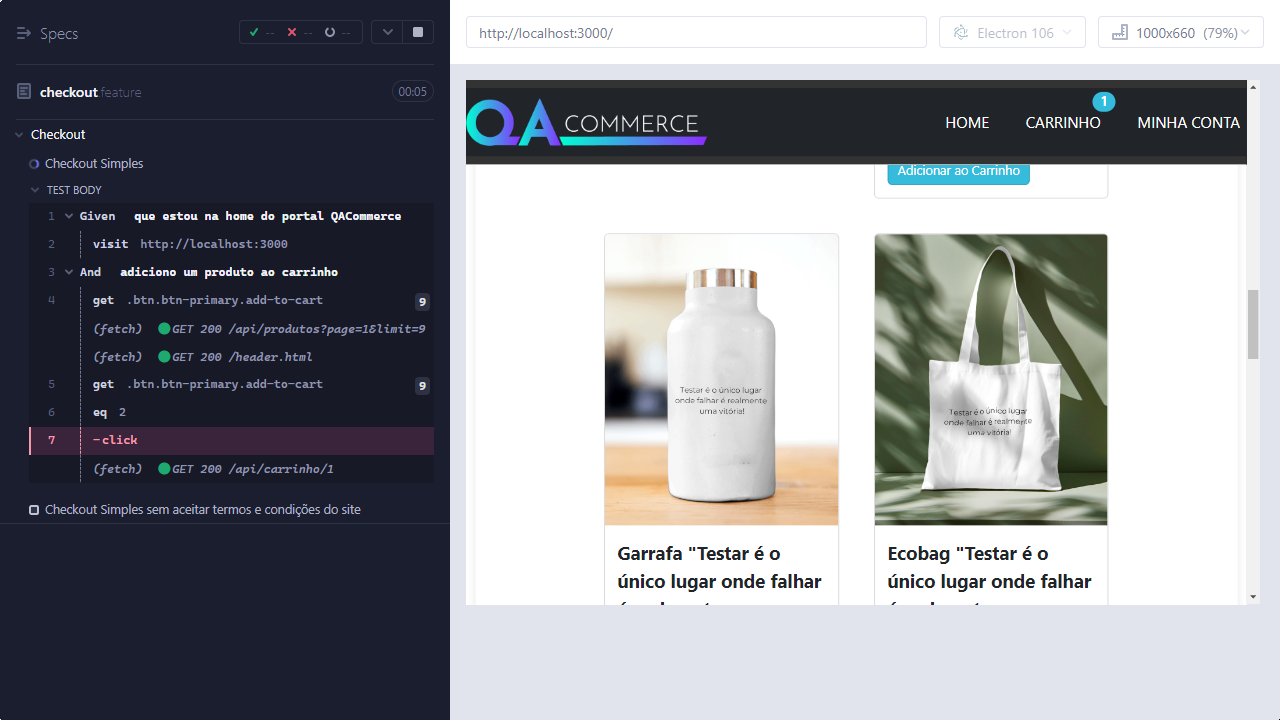 Specs
--
--
--
checkout.feature
00:05
Checkout
Checkout Simples
TEST BODY
1 Given que estou na home do portal QACommerce
2 visit http://localhost:3000
3 And adiciono um produto ao carrinho
4 get .btn.btn-primary.add-to-cart 9
(fetch) GET 200 /api/produtos?page=1&limit=9
(fetch) GET 200 /header.html
5 get .btn.btn-primary.add-to-cart 9
6 eq 2
7 -click
(fetch) GET 200 /api/carrinho/1
Checkout Simples sem aceitar termos e condições do site
http://localhost:3000/
Electron 106
1000x660 (79%)
QA COMMERCE
HOME
CARRINHO
1
MINHA CONTA
Adicionar ao Carrinho
Testar é o único lugar
onde falhar é realmente
uma vitória!
Testar é o único lugar
onde falhar é realmente
uma vitória!
Garrafa "Testar é o
único lugar onde falhar
Ecobag "Testar é o
único lugar onde falhar